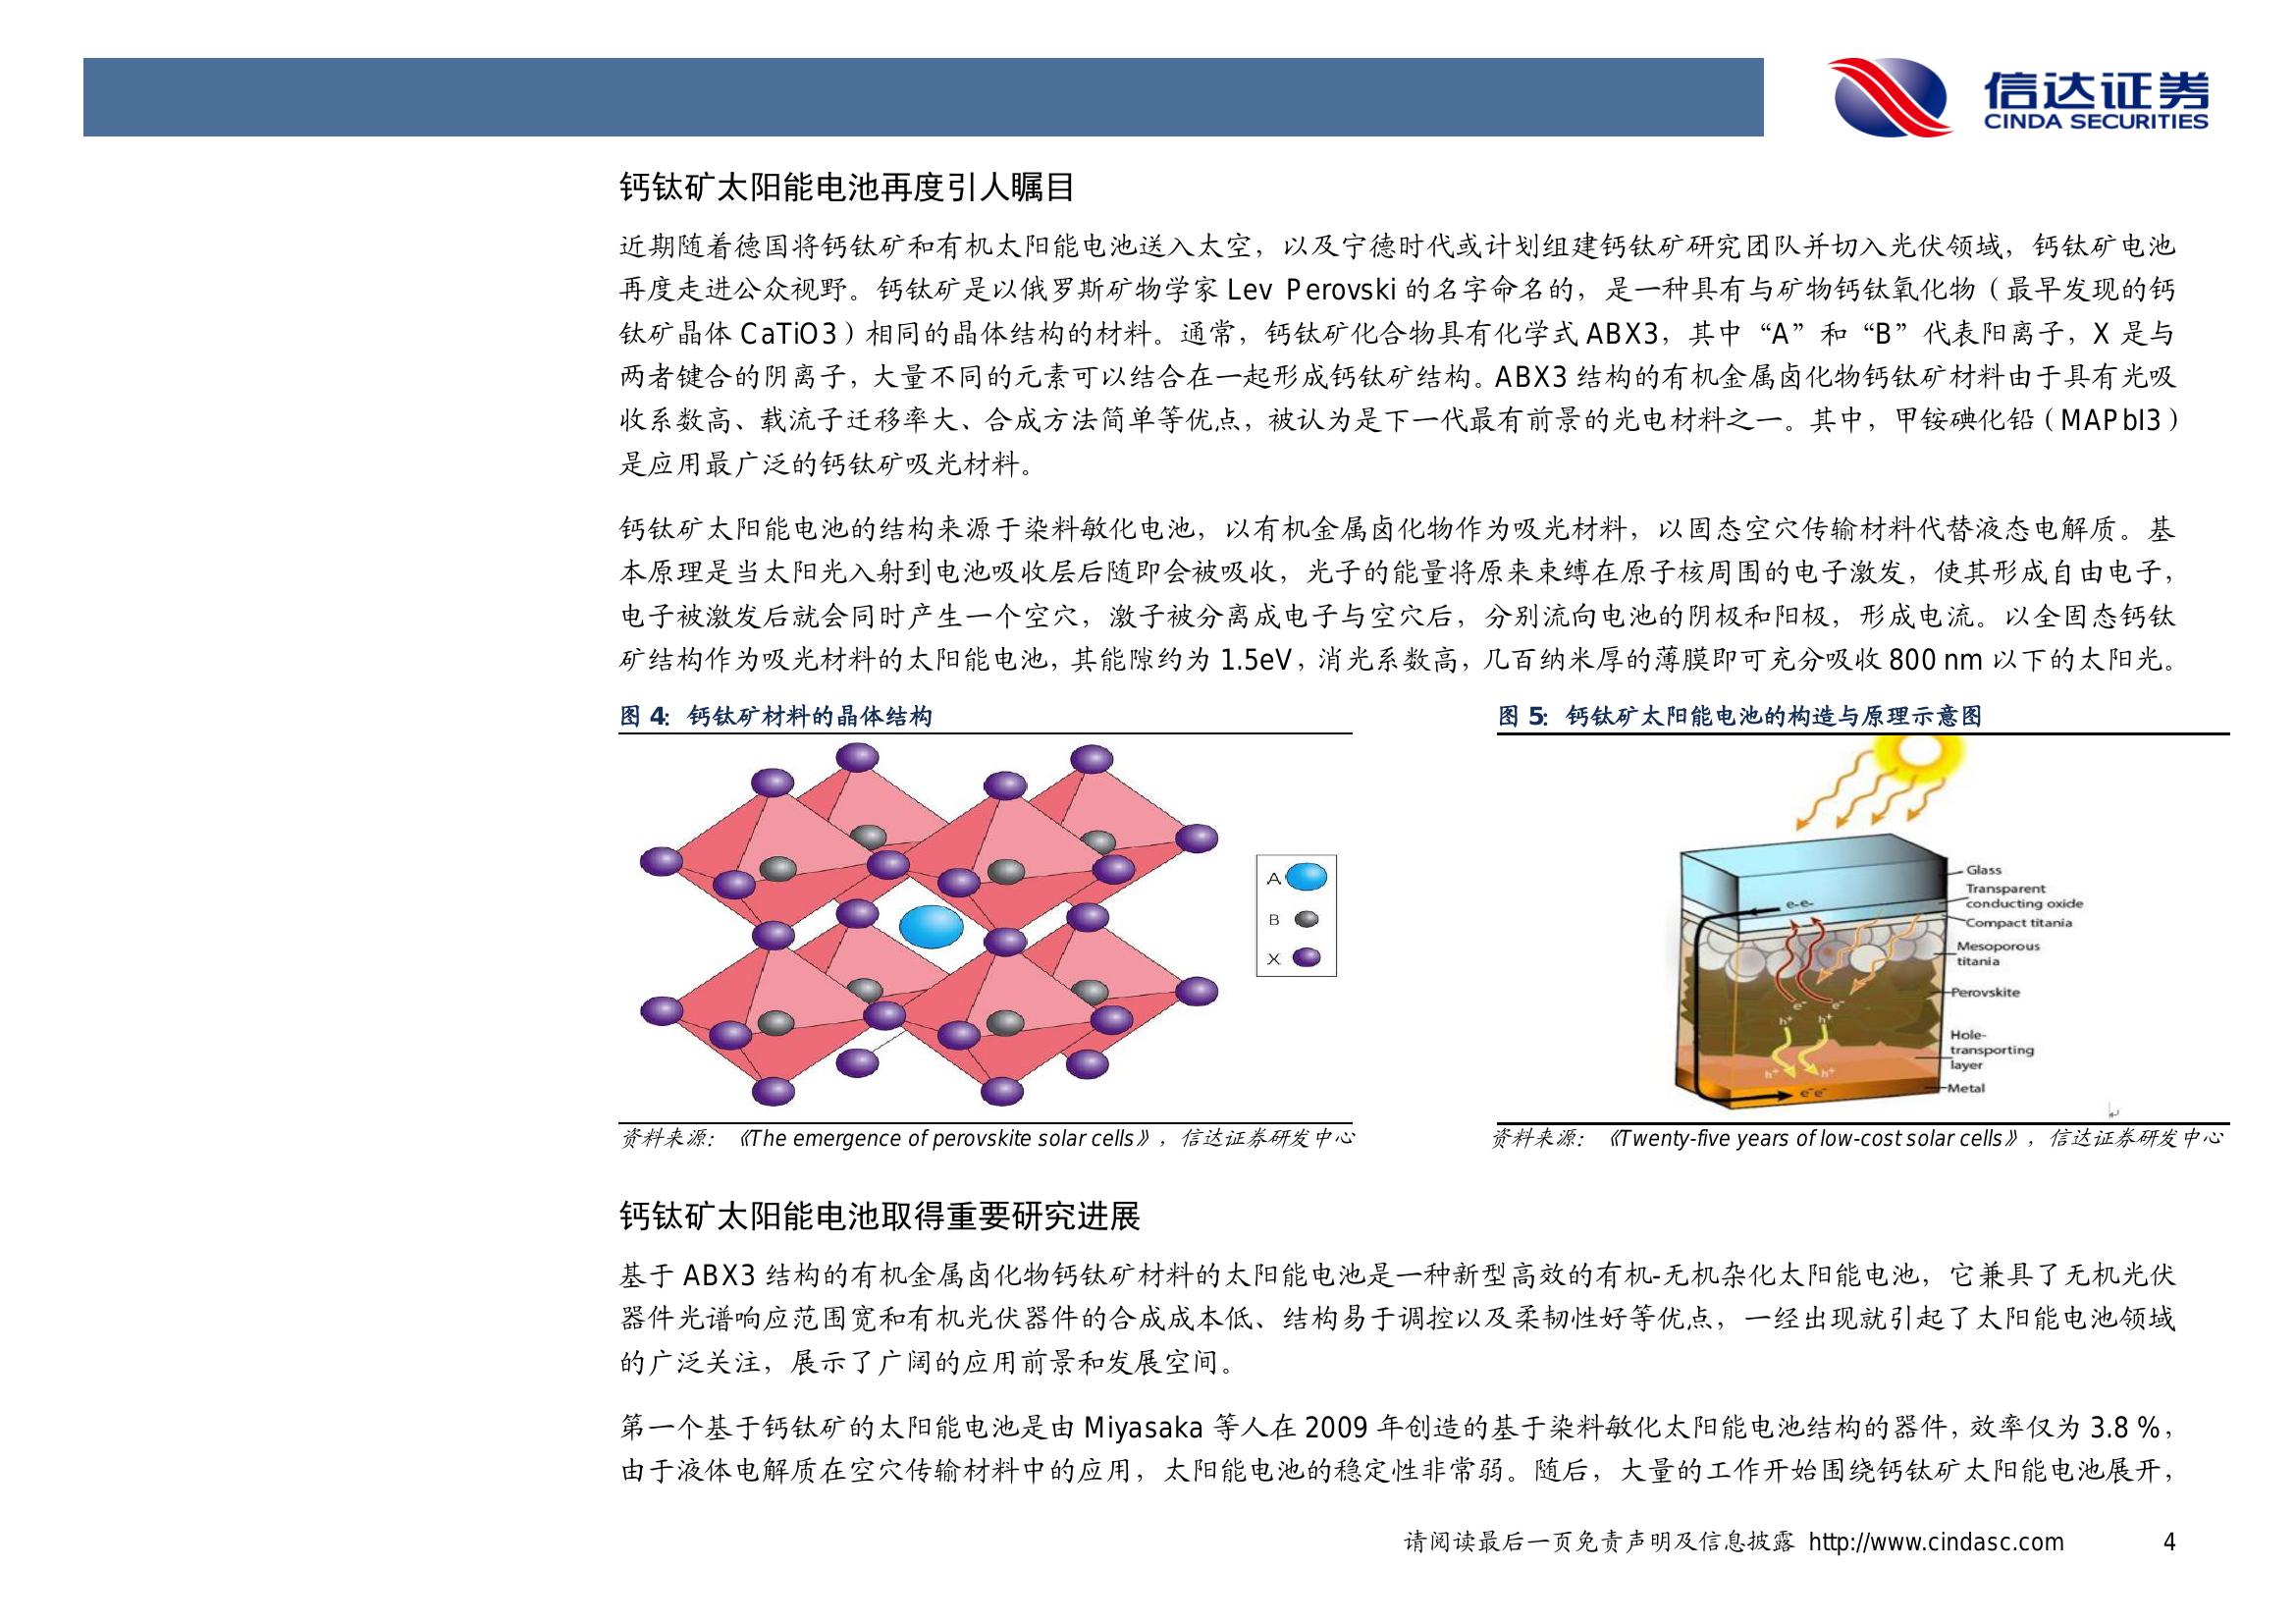 信达证券
CINDA SECURITIES
钙钛矿太阳能电池再度引人瞩目
近期随着德国将钙钛矿和有机太阳能电池送入太空，以及宁德时代或计划组建钙钛矿研究团队并切入光伏领域，钙钛矿电池
再度走进公众视野。钙钛矿是以俄罗斯矿物学家 Lev Perovski 的名字命名的，是一种具有与矿物钙钛氧化物（最早发现的钙
钛矿晶体 CaTiO3）相同的晶体结构的材料。通常，钙钛矿化合物具有化学式 ABX3，其中“A”和“B”代表阳离子，X 是与
两者键合的阴离子，大量不同的元素可以结合在一起形成钙钛矿结构。ABX3 结构的有机金属卤化物钙钛矿材料由于具有光吸
收系数高、载流子迁移率大、合成方法简单等优点，被认为是下一代最有前景的光电材料之一。其中，甲铵碘化铅（MAPbI3）
是应用最广泛的钙钛矿吸光材料。
钙钛矿太阳能电池的结构来源于染料敏化电池，以有机金属卤化物作为吸光材料，以固态空穴传输材料代替液态电解质。基
本原理是当太阳光入射到电池吸收层后随即会被吸收，光子的能量将原来束缚在原子核周围的电子激发，使其形成自由电子，
电子被激发后就会同时产生一个空穴，激子被分离成电子与空穴后，分别流向电池的阴极和阳极，形成电流。以全固态钙钛
矿结构作为吸光材料的太阳能电池，其能隙约为 1.5eV，消光系数高，几百纳米厚的薄膜即可充分吸收 800 nm 以下的太阳光。
图 4：钙钛矿材料的晶体结构
A
B
X
资料来源：《The emergence of perovskite solar cells》，信达证券研发中心
图 5：钙钛矿太阳能电池的构造与原理示意图
Glass
Transparent
conducting oxide
Compact titania
Mesoporous
titania
Perovskite
Hole-
transporting
layer
Metal
e-e-
e- e-
h+ h+
h+ h+
e-e-
资料来源：《Twenty-five years of low-cost solar cells》，信达证券研发中心
钙钛矿太阳能电池取得重要研究进展
基于 ABX3 结构的有机金属卤化物钙钛矿材料的太阳能电池是一种新型高效的有机-无机杂化太阳能电池，它兼具了无机光伏
器件光谱响应范围宽和有机光伏器件的合成成本低、结构易于调控以及柔韧性好等优点，一经出现就引起了太阳能电池领域
的广泛关注，展示了广阔的应用前景和发展空间。
第一个基于钙钛矿的太阳能电池是由 Miyasaka 等人在 2009 年创造的基于染料敏化太阳能电池结构的器件，效率仅为 3.8 %，
由于液体电解质在空穴传输材料中的应用，太阳能电池的稳定性非常弱。随后，大量的工作开始围绕钙钛矿太阳能电池展开，
请阅读最后一页免责声明及信息披露 http://www.cindasc.com 4